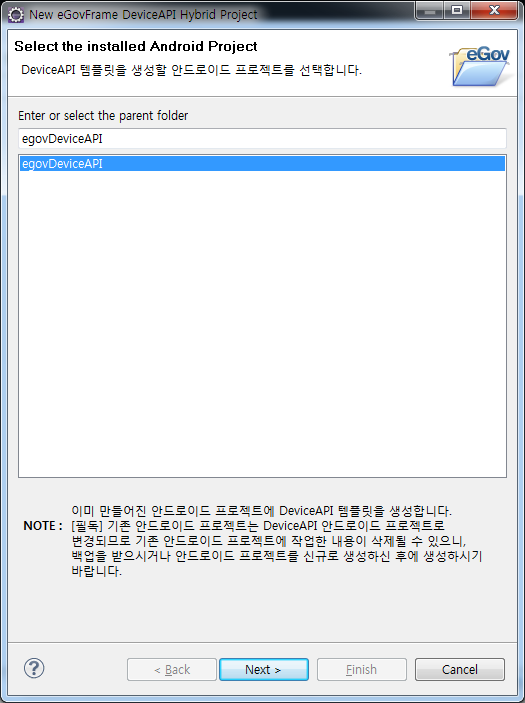 New eGovFrame DeviceAPI Hybrid Project
Select the installed Android Project
DeviceAPI 템플릿을 생성할 안드로이드 프로젝트를 선택합니다.
eGov
Enter or select the parent folder
egovDeviceAPI
egovDeviceAPI
이미 만들어진 안드로이드 프로젝트에 DeviceAPI 템플릿을 생성합니다.
NOTE : [필독] 기존 안드로이드 프로젝트는 DeviceAPI 안드로이드 프로젝트로
변경되므로 기존 안드로이드 프로젝트에 작업한 내용이 삭제될 수 있으니,
백업을 받으시거나 안드로이드 프로젝트를 신규로 생성하신 후에 생성하시기
바랍니다.
? < Back Next > Finish Cancel